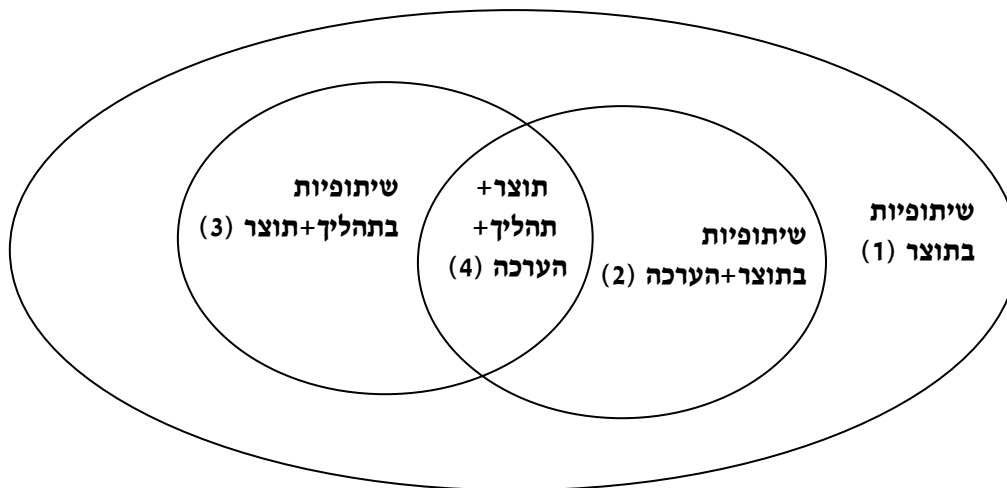 שיתופיות
בתוצר (1)
שיתופיות
בתוצר+הערכה (2)
תוצר+
תהליך+
הערכה (4)
שיתופיות
בתהליך+תוצר (3)